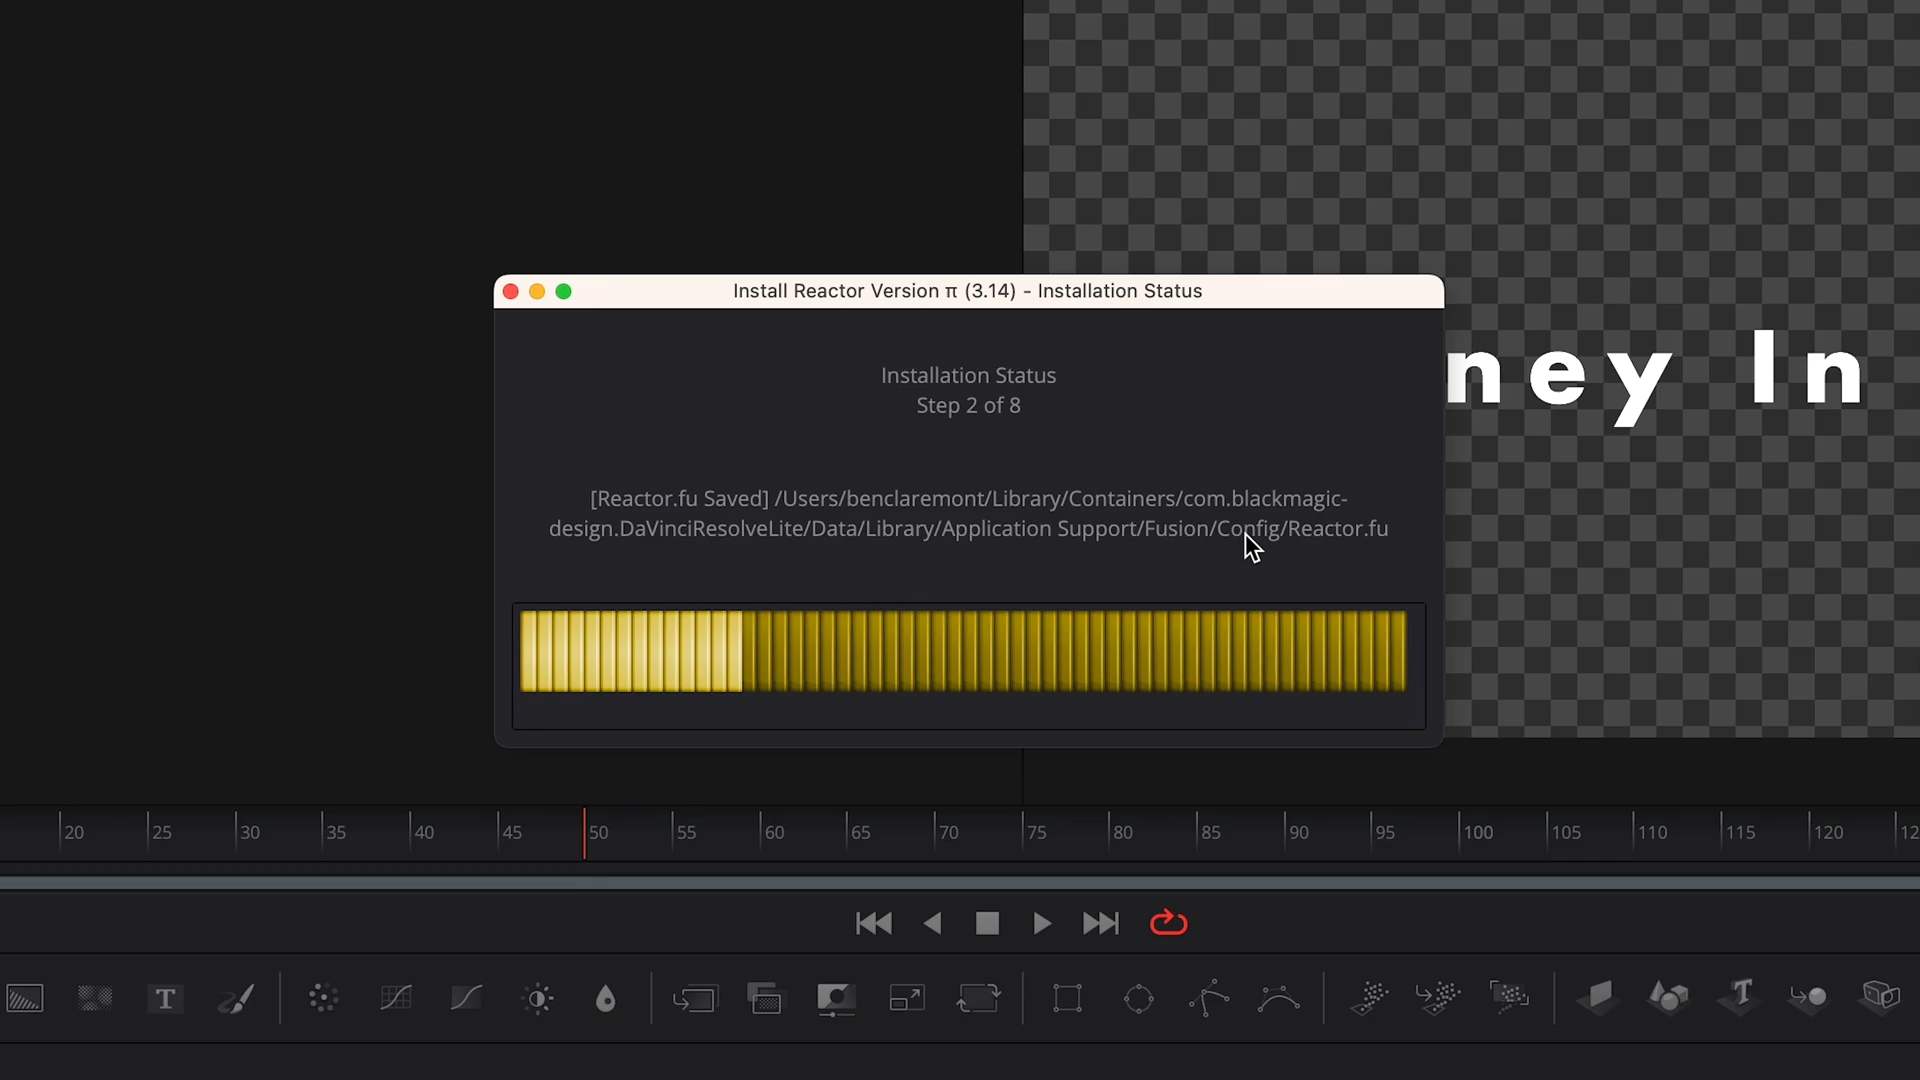 Install Reactor Version π (3.14) - Installation Status
Installation Status
Step 2 of 8
ney In
[Reactor.fu Saved] /Users/benclaremont/Library/Containers/com.blackmagic-
design.DaVinciResolveLite/Data/Library/Application Support/Fusion/Config/Reactor.fu
20 25 30 35 40 45 50 55 60 65 70 75 80 85 90 95 100 105 110 115 120 12
T
T